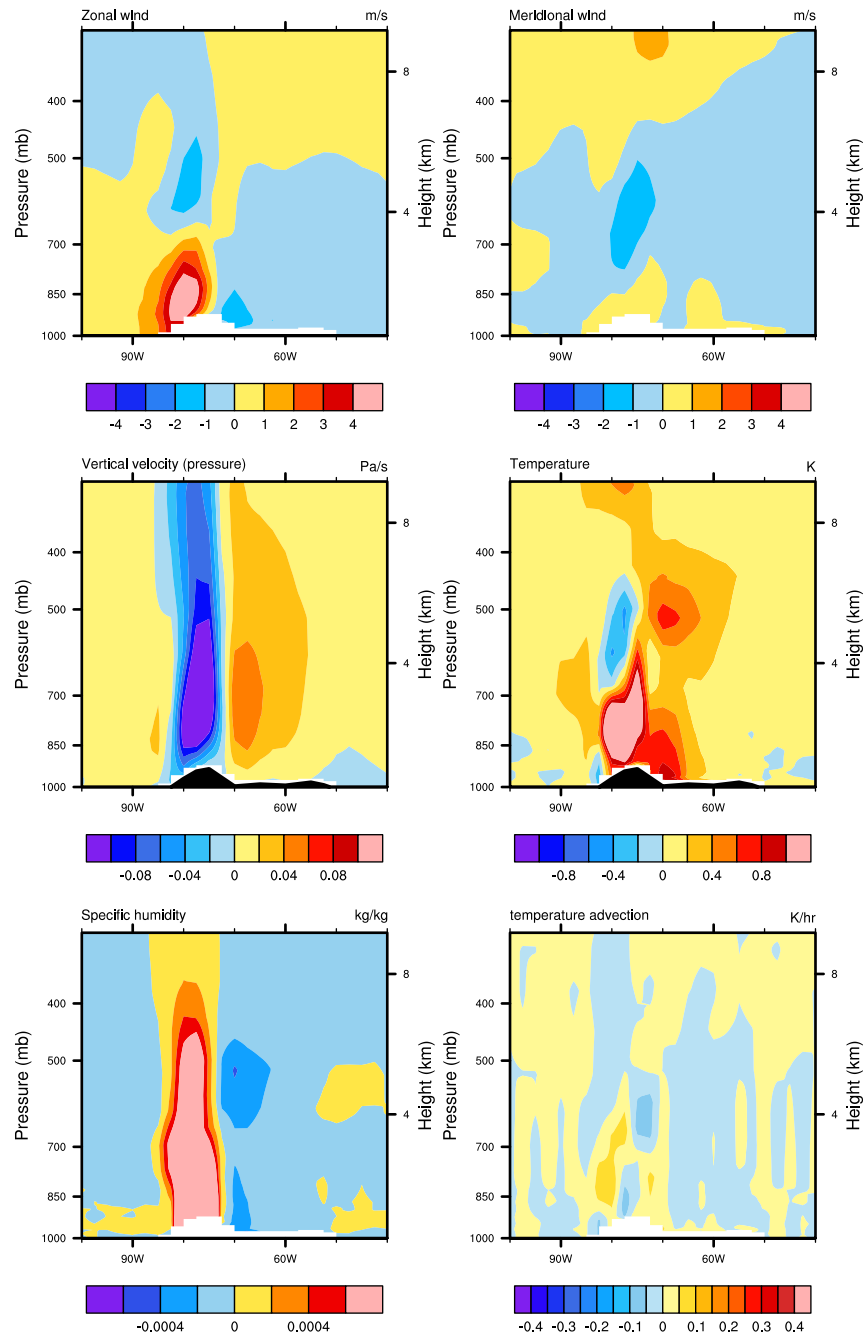 Zonal wind m/s
Meridional wind m/s
Pressure (mb)
400
500
700
850
1000
8
4
Height (km)
90W 60W
-4 -3 -2 -1 0 1 2 3 4
Pressure (mb)
400
500
700
850
1000
8
4
Height (km)
90W 60W
-4 -3 -2 -1 0 1 2 3 4
Vertical velocity (pressure) Pa/s
Temperature K
Pressure (mb)
400
500
700
850
1000
8
4
Height (km)
90W 60W
-0.08 -0.04 0 0.04 0.08
Pressure (mb)
400
500
700
850
1000
8
4
Height (km)
90W 60W
-0.8 -0.4 0 0.4 0.8
Specific humidity kg/kg
temperature advection K/hr
Pressure (mb)
400
500
700
850
1000
8
4
Height (km)
90W 60W
-0.0004 0 0.0004
Pressure (mb)
400
500
700
850
1000
8
4
Height (km)
90W 60W
-0.4 -0.3 -0.2 -0.1 0 0.1 0.2 0.3 0.4